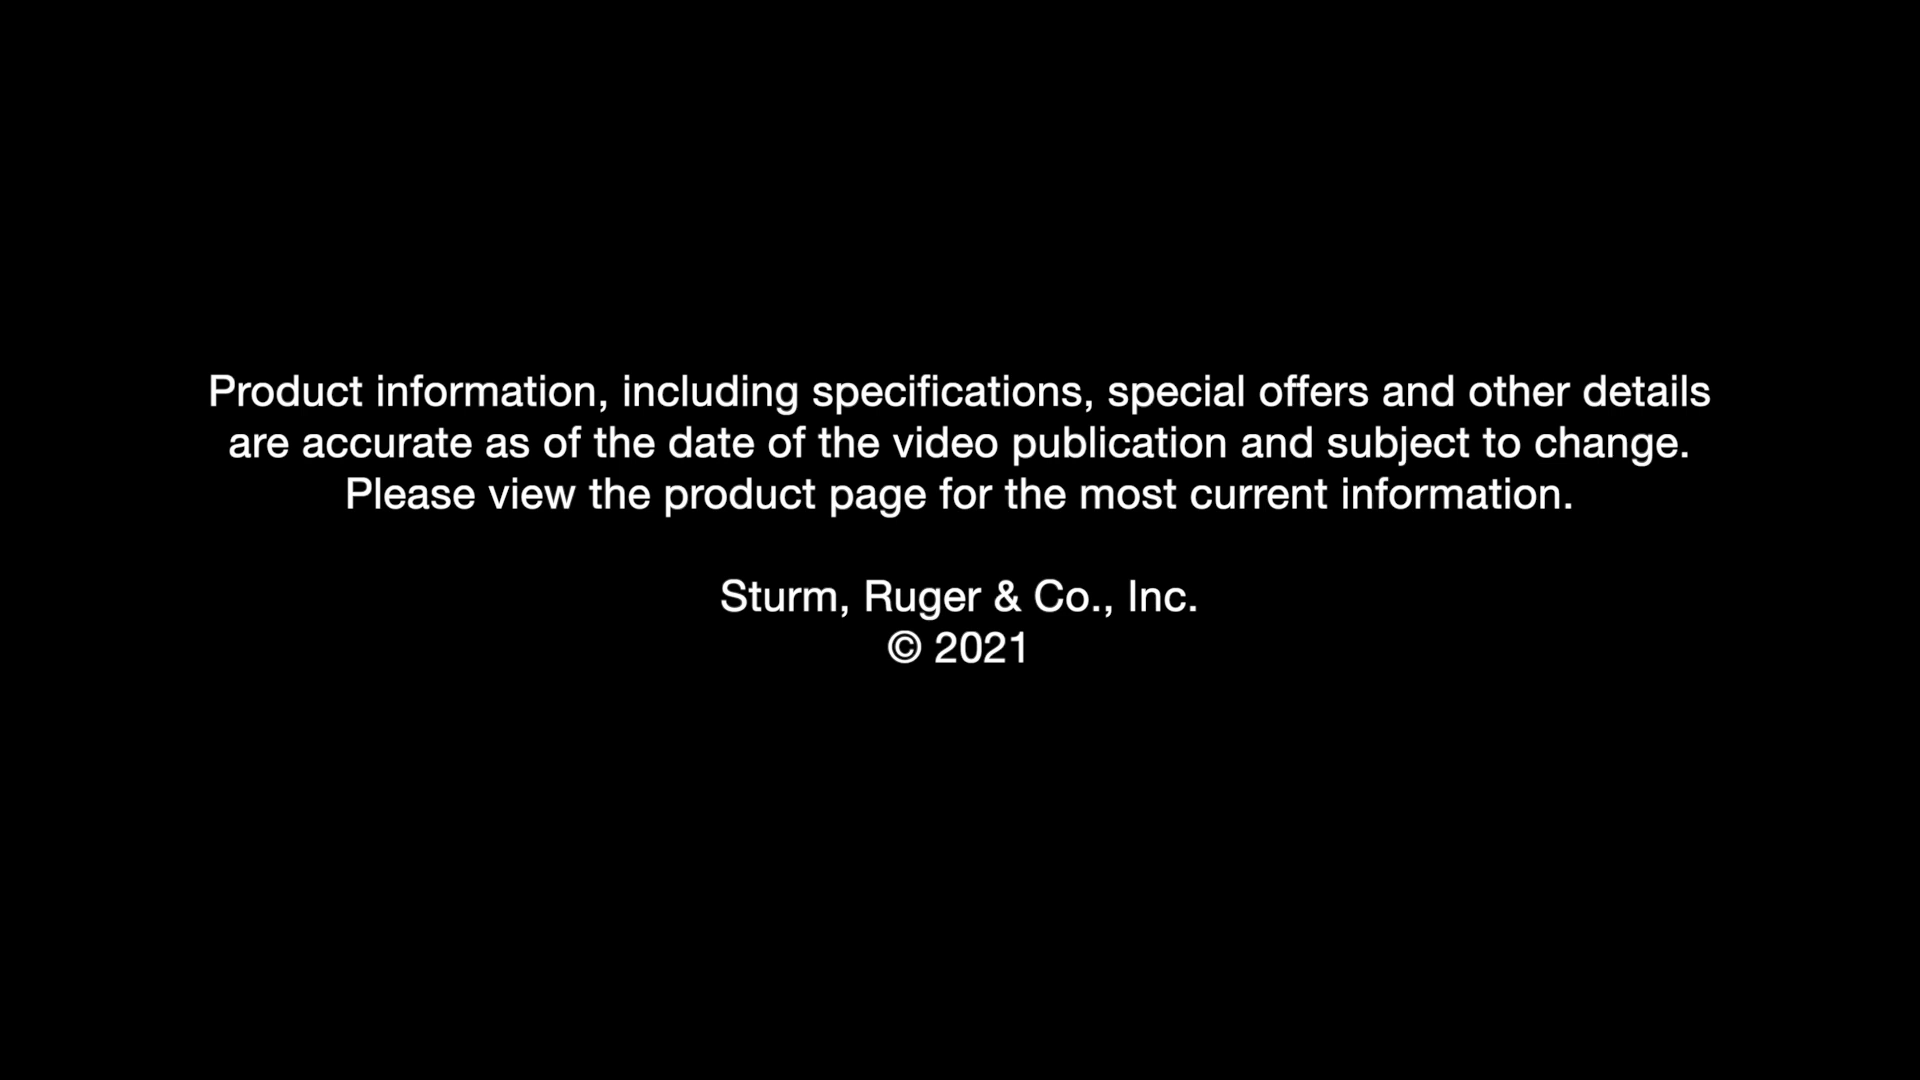 Product information, including specifications, special offers and other details
are accurate as of the date of the video publication and subject to change.
Please view the product page for the most current information.
Sturm, Ruger & Co., Inc.
© 2021